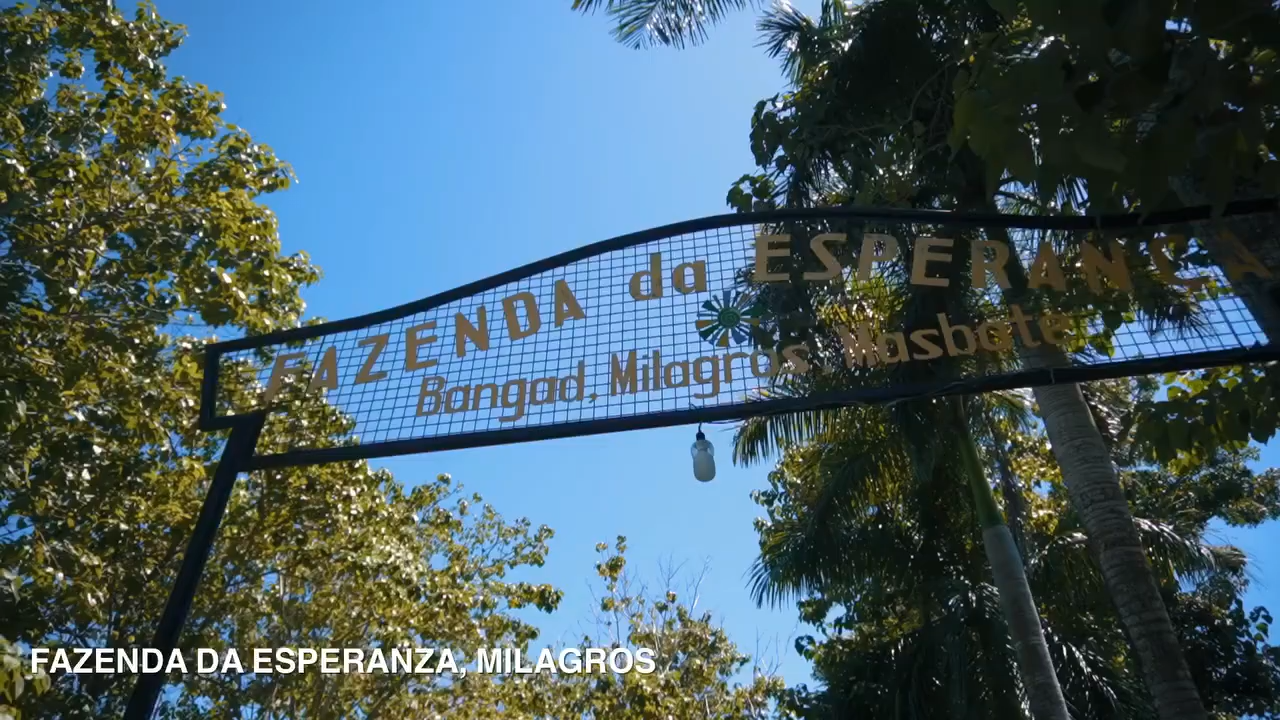 FAZENDA da ESPERANÇA
Bangad, Milagros, Masbate
FAZENDA DA ESPERANZA, MILAGROS